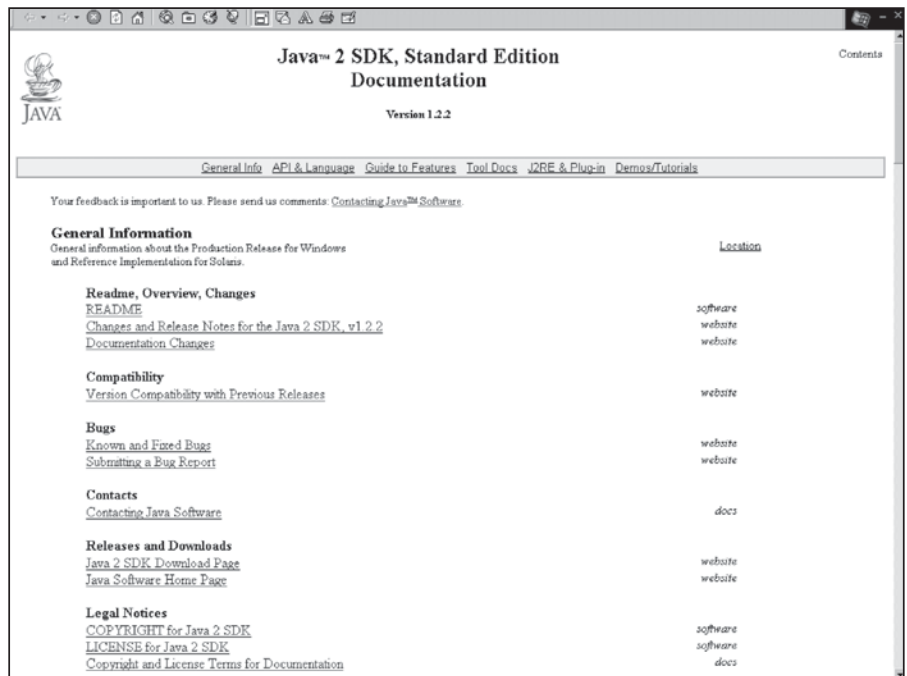 Java™ 2 SDK, Standard Edition
Documentation
Contents
JAVA
Version 1.2.2
General Info API & Language Guide to Features Tool Docs J2RE & Plug-in Demos/Tutorials
Your feedback is important to us. Please send us comments: Contacting Java™ Software.
General Information
General information about the Production Release for Windows
and Reference Implementation for Solaris.
Location
Readme, Overview, Changes
README software
Changes and Release Notes for the Java 2 SDK, v1.2.2 website
Documentation Changes website
Compatibility
Version Compatibility with Previous Releases website
Bugs
Known and Fixed Bugs website
Submitting a Bug Report website
Contacts
Contacting Java Software docs
Releases and Downloads
Java 2 SDK Download Page website
Java Software Home Page website
Legal Notices
COPYRIGHT for Java 2 SDK software
LICENSE for Java 2 SDK software
Copyright and License Terms for Documentation docs